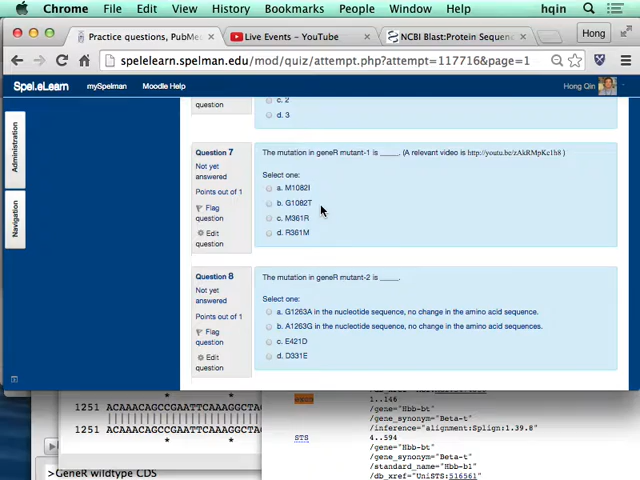 Chrome File Edit View History Bookmarks People Window Help hqin
Practice questions, PubMe
Live Events - YouTube
NCBI Blast:Protein Sequenc
Hong
spelelearn.spelman.edu/mod/quiz/attempt.php?attempt=117716&page=1
Spel.eLearn mySpelman Moodle Help Hong Qin
Administration
Navigation
question
c. 2
d. 3
Question 7
Not yet
answered
Points out of 1
Flag
question
Edit
question
The mutation in geneR mutant-1 is _____. (A relevant video is http://youtu.be/zAkRMpKc1h8 )
Select one:
a. M1082I
b. G1082T
c. M361R
d. R361M
Question 8
Not yet
answered
Points out of 1
Flag
question
Edit
question
The mutation in geneR mutant-2 is _____.
Select one:
a. G1263A in the nucleotide sequence, no change in the amino acid sequence.
b. A1263G in the nucleotide sequence, no change in the amino acid sequences.
c. E421D
d. D331E
* *
1251 ACAAACAGCCGAATTCAAAGGCTAC
||||||||||||||||||||||
1251 ACAAACAGCCGAATTCAAGGGCTAC
* *
>GeneR wildtype CDS
exon
1..146
/gene="Hbb-bt"
/gene_synonym="Beta-t"
/inference="alignment:Splign:1.39.8"
STS
4..594
/gene="Hbb-bt"
/gene_synonym="Beta-t"
/standard_name="Hbb-b1"
/db_xref="UniSTS:516561"